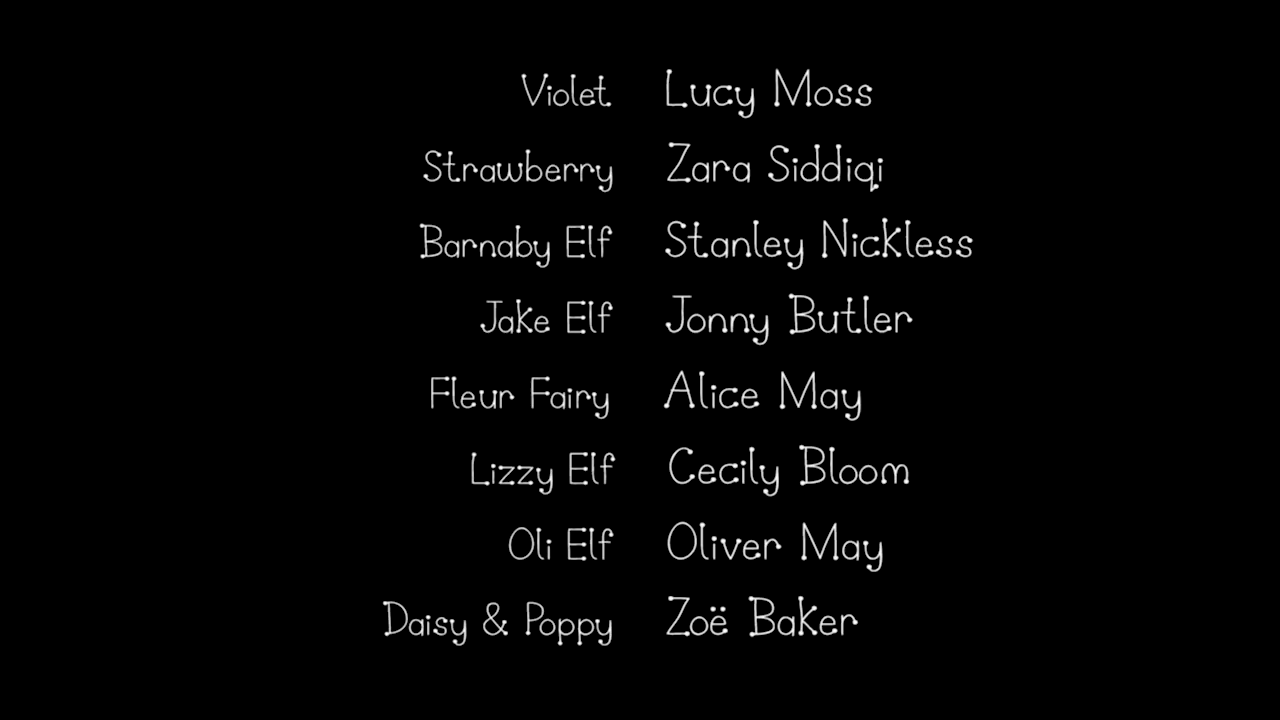 Violet Lucy Moss
Strawberry Zara Siddiqi
Barnaby Elf Stanley Nickless
Jake Elf Jonny Butler
Fleur Fairy Alice May
Lizzy Elf Cecily Bloom
Oli Elf Oliver May
Daisy & Poppy Zoë Baker